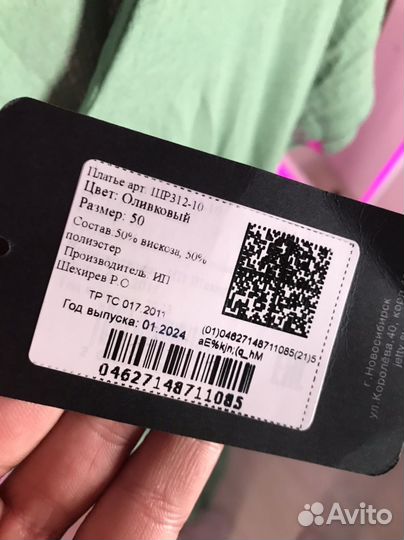 Платье арт. ШР312-10
Цвет: Оливковый
Размер: 50
Состав.50% вискоза, 50%
полиэстер
Производитель. ИП
Шехирев Р.О
ТР ТС 017.2011
Год выпуска: 01.2024
(01)04627148711085(21)5
04627148711085
г. Новосибирск
ул.Королёва,40, кор
Avito